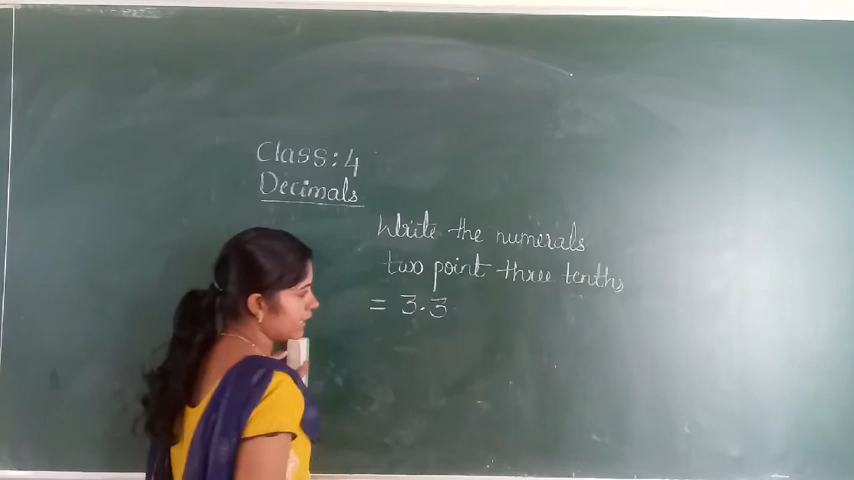 Class: 4
Decimals
Write the numerals
two point three tenths
= 3.3